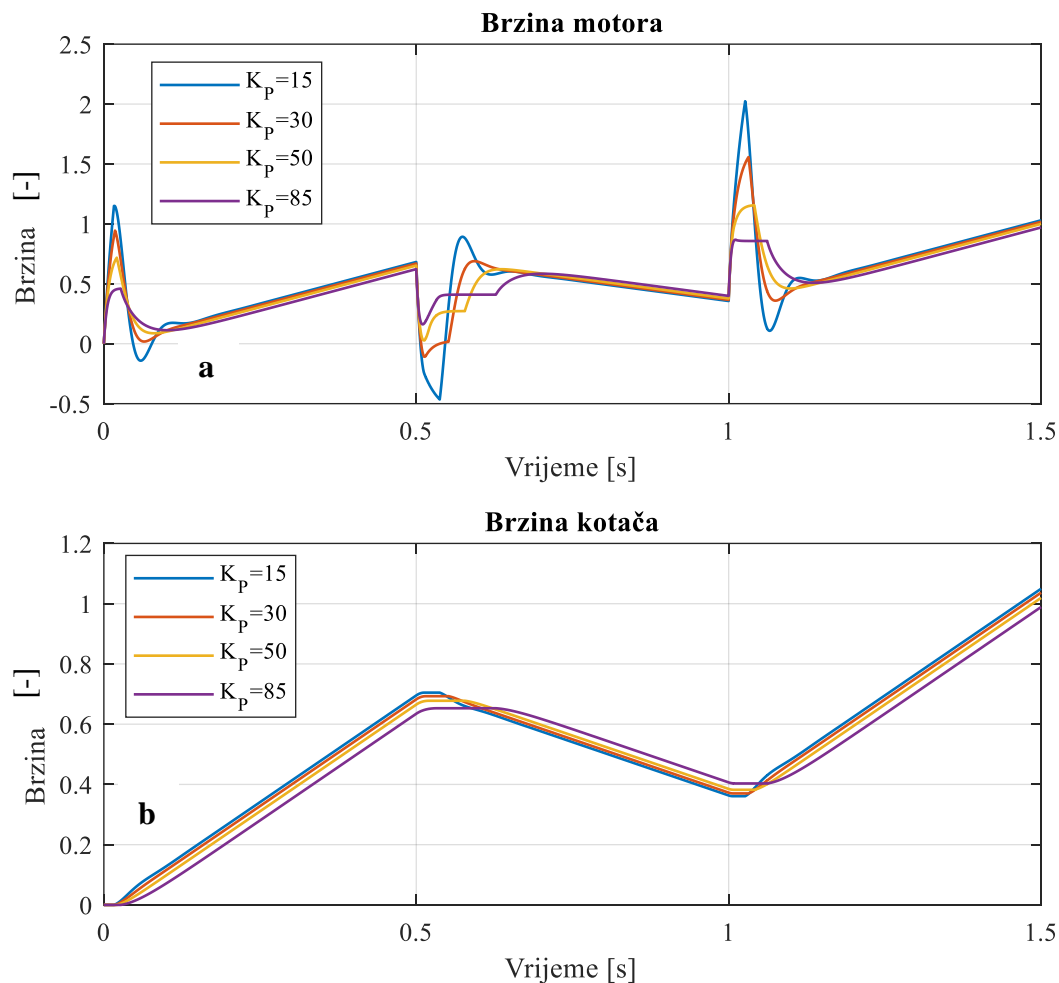 Brzina motora
Brzina [-]
2.5
2
1.5
1
0.5
0
-0.5
K_P=15
K_P=30
K_P=50
K_P=85
a
0 0.5 1 1.5
Vrijeme [s]
Brzina kotača
Brzina [-]
1.2
1
0.8
0.6
0.4
0.2
0
K_P=15
K_P=30
K_P=50
K_P=85
b
0 0.5 1 1.5
Vrijeme [s]